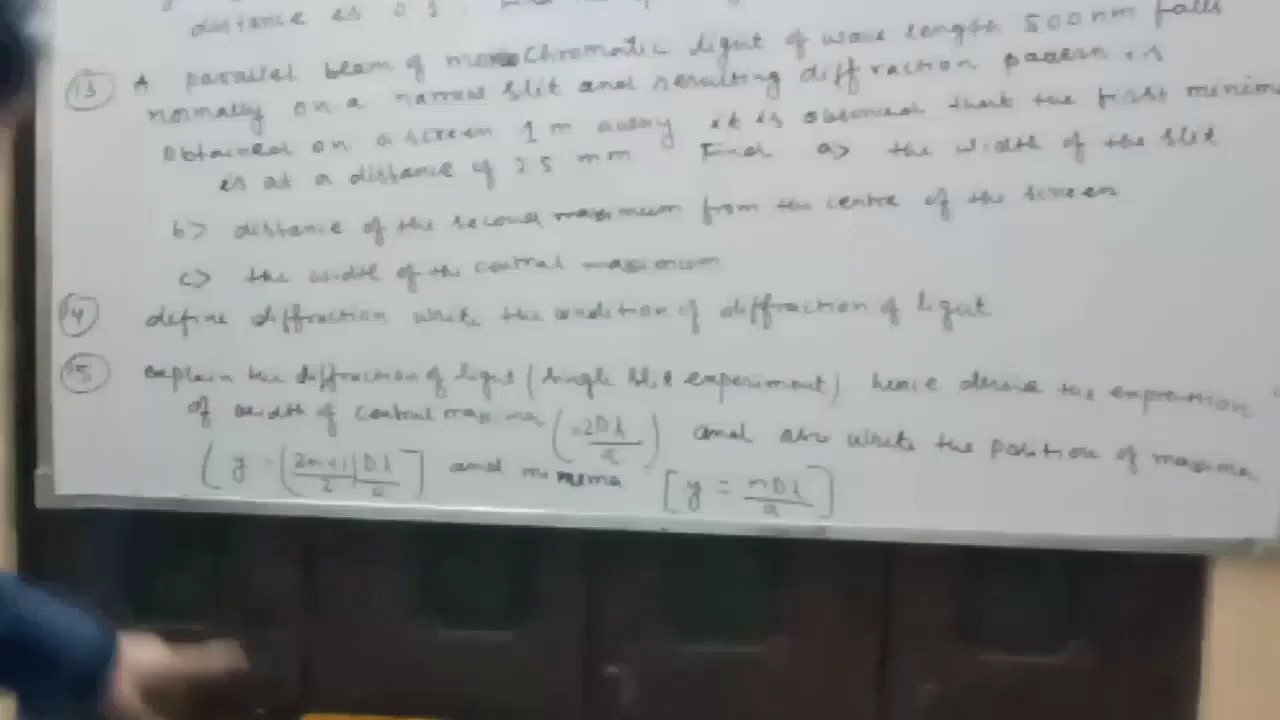 distance is 0.5
(13) A parallel beam of monochromatic light of wave length 500nm falls
normally on a narrow slit and resulting diffraction pattern is
obtained on a screen 1 m away it is observed that the first minima
is at a distance of 2.5 mm Find a) the width of the slit
b) distance of the second maximum from the centre of the screen
c) the width of the central maximum
(14) define diffraction write the condition of diffraction of light
(15) explain the diffraction of light (single slit experiment) hence derive the expression
of width of central maxima (=2Dλ/a) and also write the position of maxima
(y = (2n+1)/2 Dλ/a] and minima [y = nDλ/a]